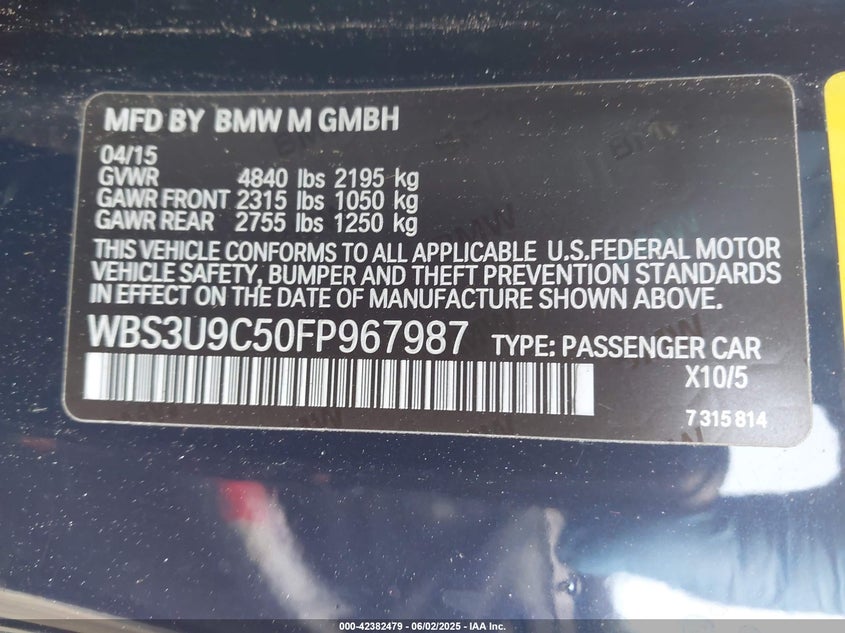 MFD BY BMW M GMBH
04/15
GVWR 4840 lbs 2195 kg
GAWR FRONT 2315 lbs 1050 kg
GAWR REAR 2755 lbs 1250 kg
THIS VEHICLE CONFORMS TO ALL APPLICABLE U.S.FEDERAL MOTOR
VEHICLE SAFETY, BUMPER AND THEFT PREVENTION STANDARDS
IN EFFECT ON THE DATE OF MANUFACTURE SHOWN ABOVE.
WBS3U9C50FP967987 TYPE: PASSENGER CAR
X10/5
7 315 814
000-42382479 - 06/02/2025 - IAA Inc.